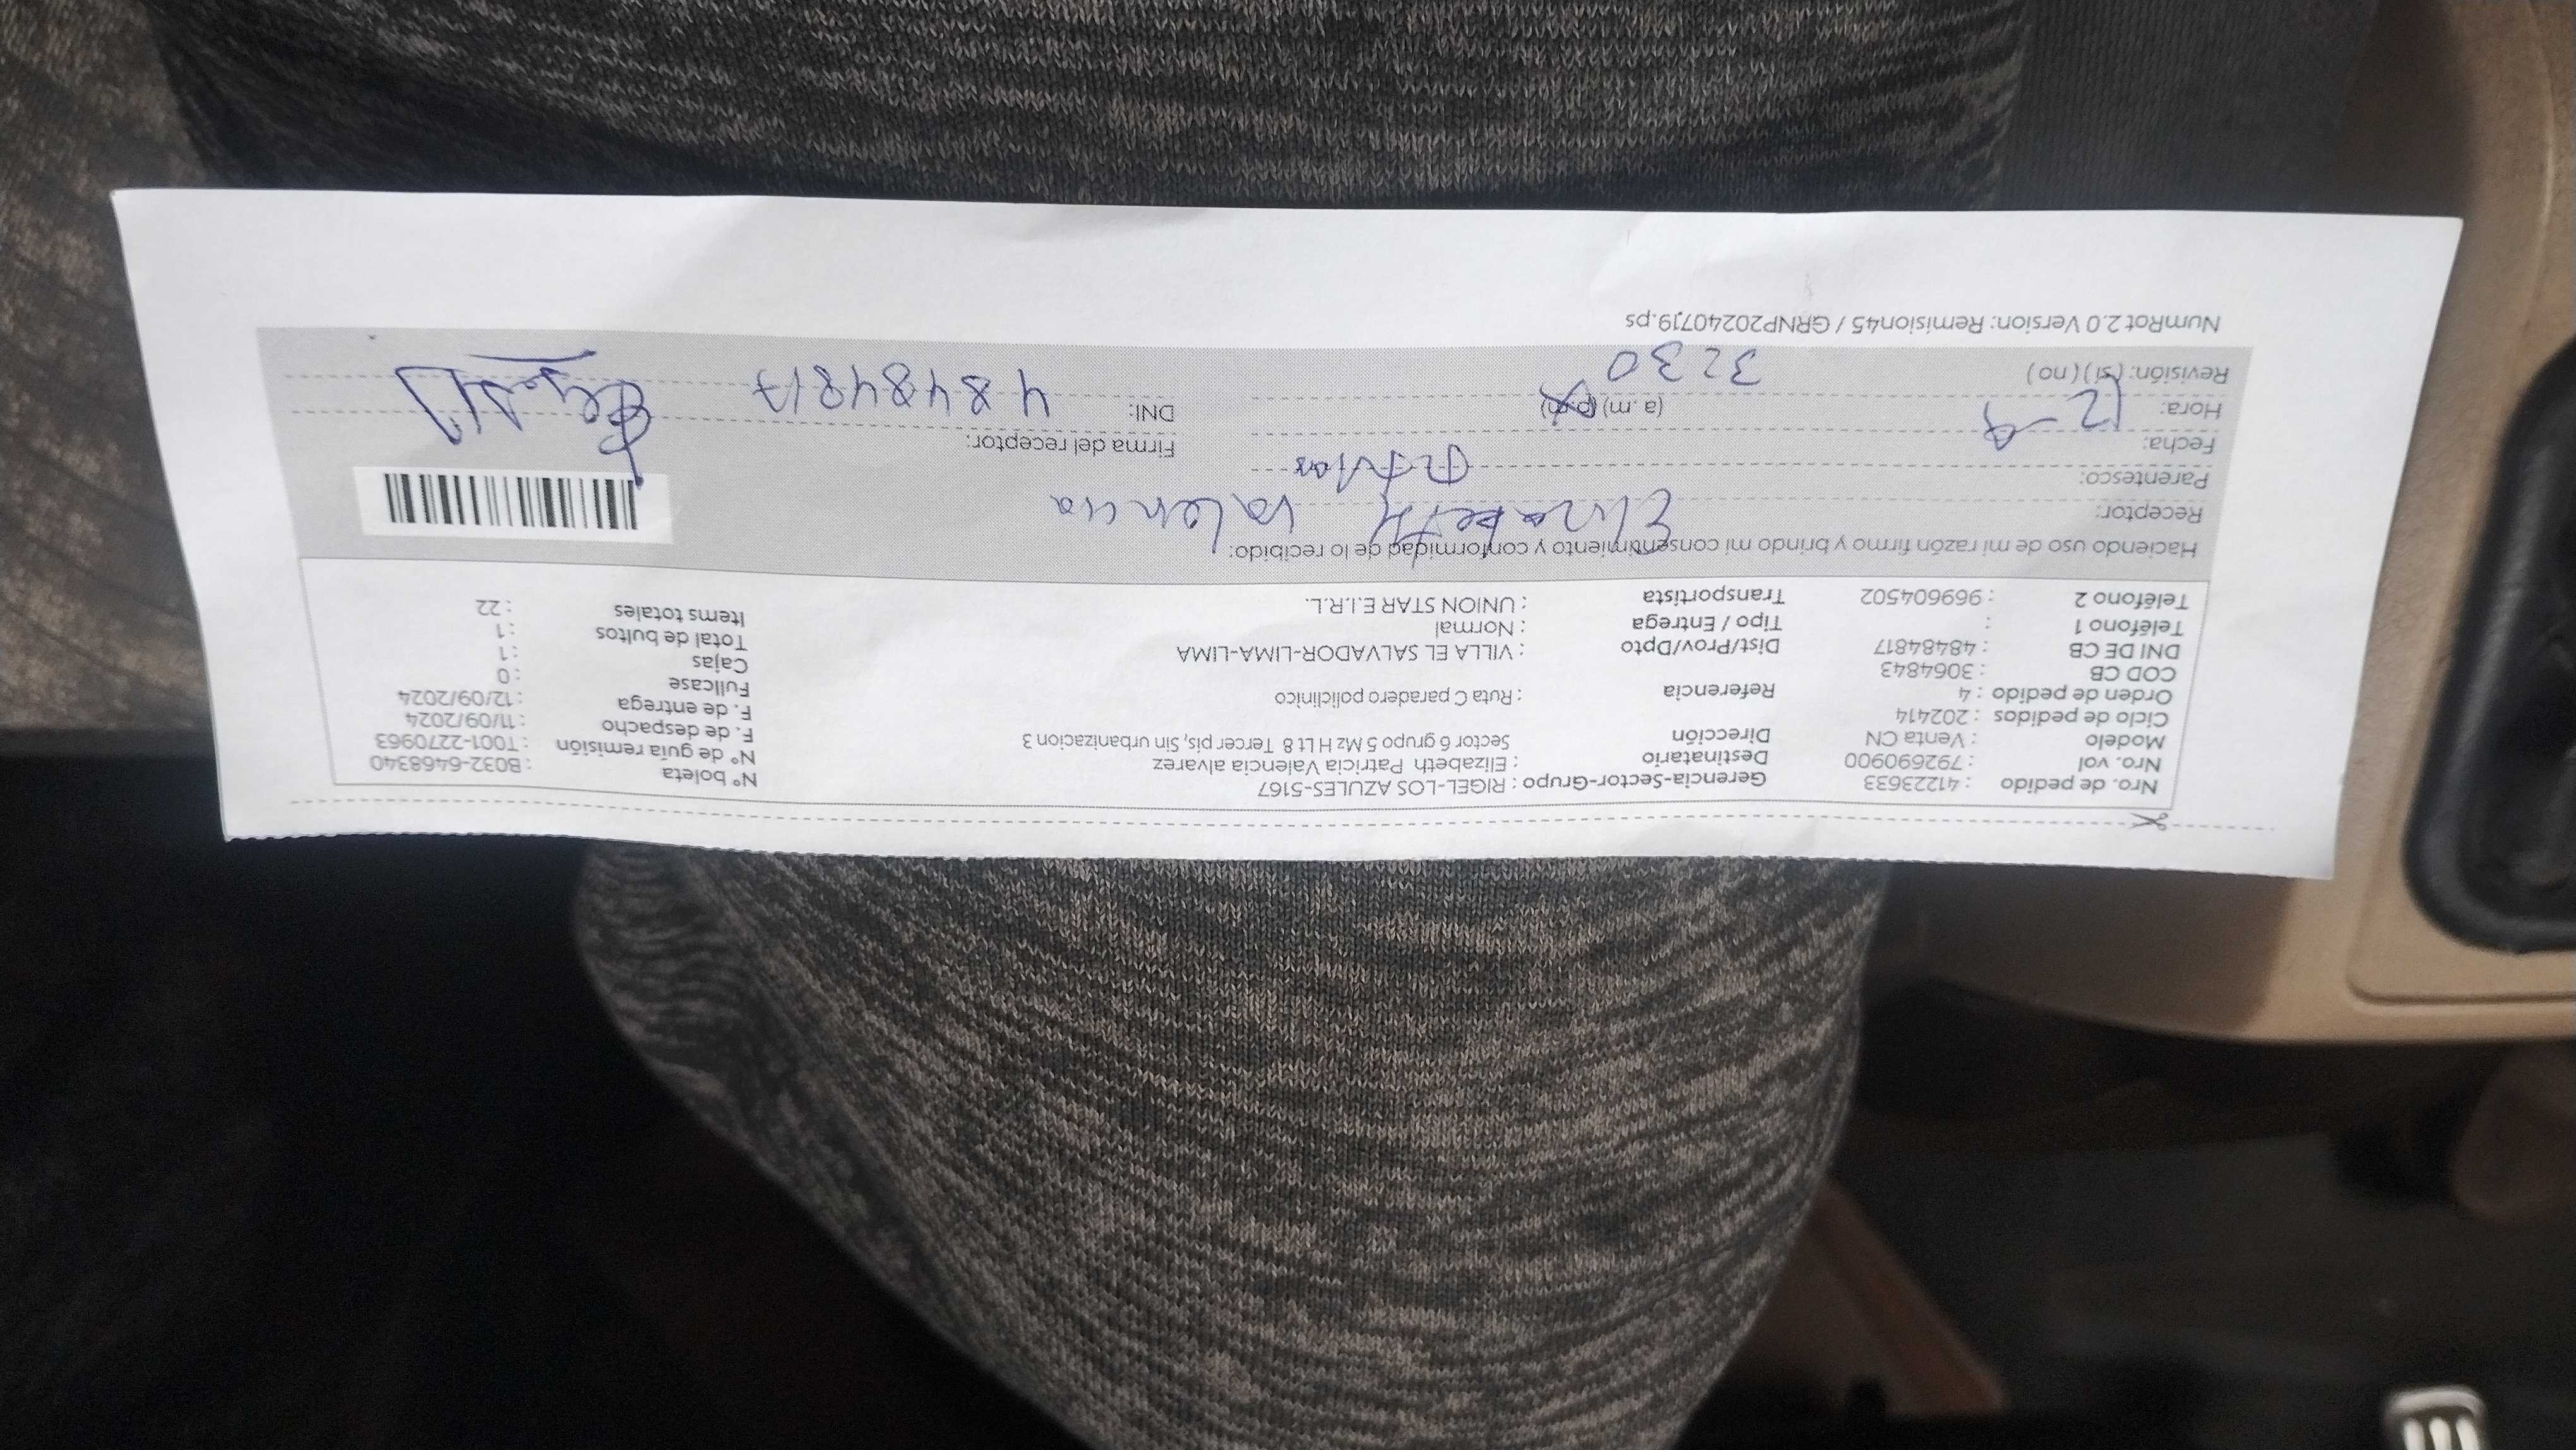 Nro. de pedido : 41223633 Gerencia-Sector-Grupo : RIGEL-LOS AZULES-5167 N° boleta : B032-6468340
Nro. vol : 792690900 Destinatario : Elizabeth Patricia Valencia alvarez N° de guía remisión : T001-2270963
Modelo : Venta CN Dirección Sector 6 grupo 5 Mz H Lt 8 Tercer pis, Sin urbanizacion 3 F. de despacho : 11/09/2024
Ciclo de pedidos : 202414 F. de entrega : 12/09/2024
Orden de pedido : 4 Referencia : Ruta C paradero policlinico Fullcase : 0
COD CB : 3064843 Cajas : 1
DNI DE CB : 48484817 Dist/Prov/Dpto : VILLA EL SALVADOR-LIMA-LIMA Total de bultos : 1
Teléfono 1 : Tipo / Entrega : Normal Items totales : 22
Teléfono 2 : 969604502 Transportista : UNION STAR E.I.R.L.
Haciendo uso de mi razón firmo y brindo mi consentimiento y conformidad de lo recibido:
Receptor: Elizabeth Valencia
Parentesco: Titular
Fecha: 12-9 Firma del receptor:
Hora: (a.m) (p.m) DNI: 48484817
Revisión: (si) (no) 3230
NumRot 2.0 Version: Remision45 / GRNP20240719.ps